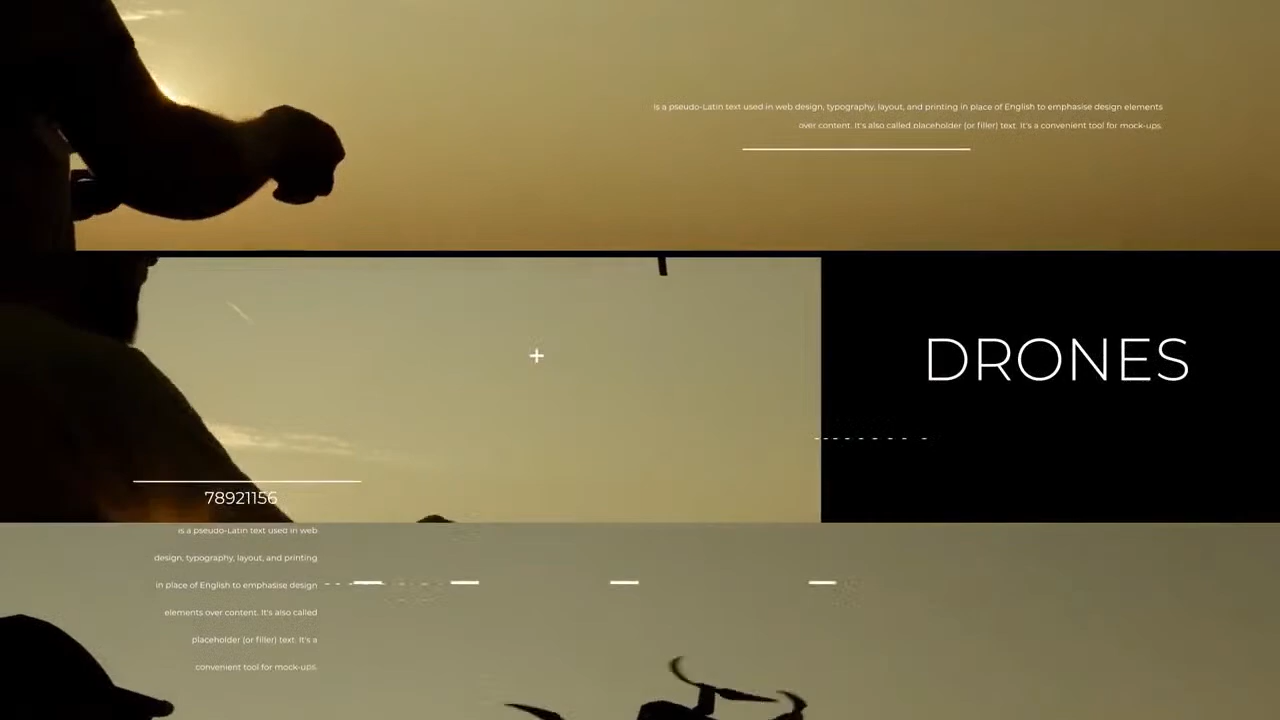 is a pseudo-Latin text used in web design, typography, layout, and printing in place of English to emphasise design elements
over content. It's also called placeholder (or filler) text. It's a convenient tool for mock-ups.
DRONES
78921156
is a pseudo-Latin text used in web
design, typography, layout, and printing
in place of English to emphasise design
elements over content. It's also called
placeholder (or filler) text. It's a
convenient tool for mock-ups.